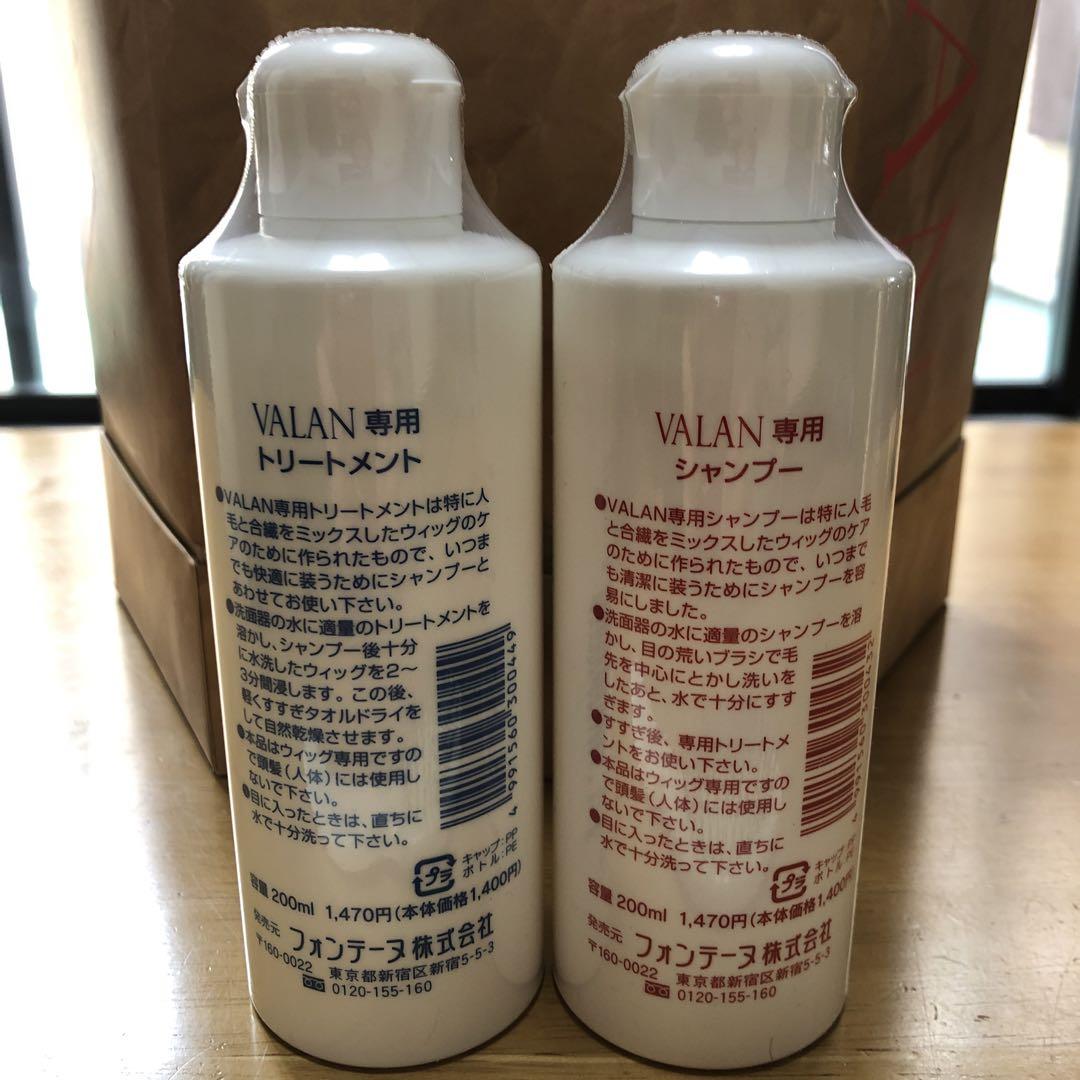 VALAN 専用
トリートメント
●VALAN専用トリートメントは特に人
毛と合繊をミックスしたウィッグのケ
アのために作られたもので、いつま
でも快適に装うためにシャンプーと
あわせてお使い下さい。
●洗面器の水に適量のトリートメントを
溶かし、シャンプー後十分
に水洗したウィッグを2〜
3分間浸します。この後、
軽くすすぎタオルドライを
して自然乾燥させます。
●本品はウィッグ専用ですの
で頭髪(人体)には使用し
ないで下さい。
●目に入ったときは、直ちに
水で十分洗って下さい。
4 991560 300449
プラ
キャップ:PP
ボトル:PE
容量 200ml 1,470円(本体価格1,400円)
発売元 フォンテーヌ株式会社
〒160-0022 東京都新宿区新宿5-5-3
0120-155-160
VALAN 専用
シャンプー
●VALAN専用シャンプーは特に人毛
と合繊をミックスしたウィッグのケア
のために作られたもので、いつまで
も清潔に装うためにシャンプーを容
易にしました。
●洗面器の水に適量のシャンプーを溶
かし、目の荒いブラシで毛
先を中心にとかし洗いを
したあと、水で十分にすす
ぎます。
●すすぎ後、専用トリートメ
ントをお使い下さい。
●本品はウィッグ専用ですの
で頭髪(人体)には使用し
ないで下さい。
●目に入ったときは、直ちに
水で十分洗って下さい。
プラ
キャップ:PP
ボトル:PE
容量 200ml 1,470円(本体価格1,400円)
発売元 フォンテーヌ株式会社
〒160-0022 東京都新宿区新宿5-5-3
0120-155-160